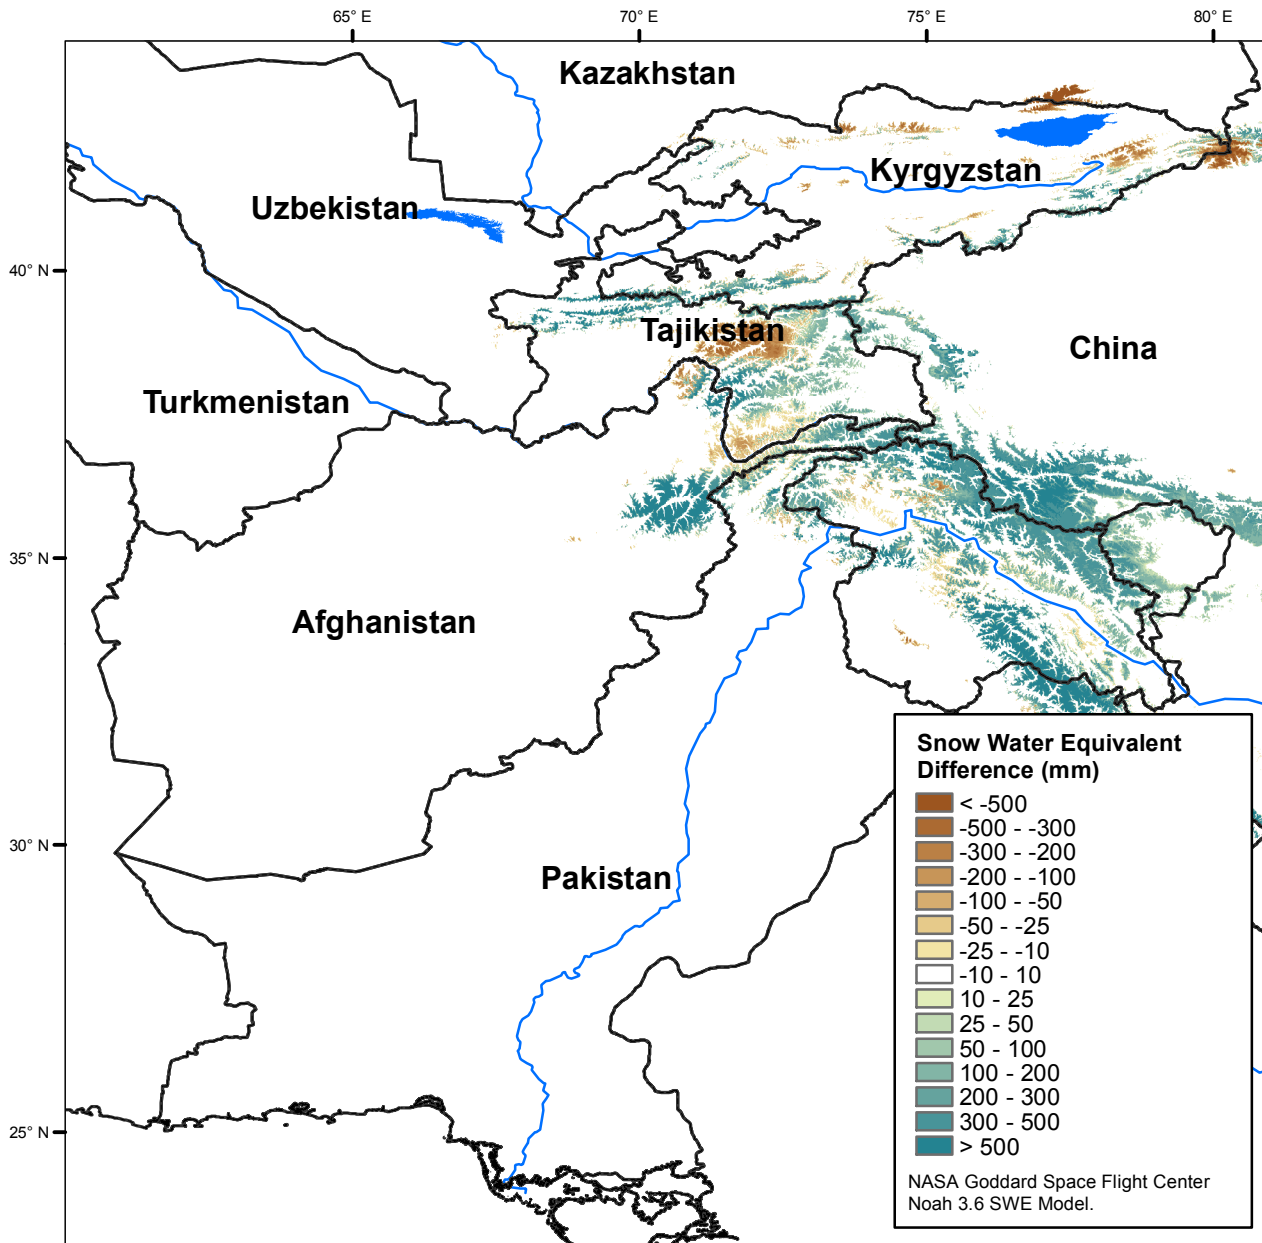 65° E
70° E
75° E
80° E
Kazakhstan
Kyrgyzstan
Uzbekistan
40° N
Tajikistan
China
Turkmenistan
35° N
Afghanistan
30° N
Pakistan
25° N
Snow Water Equivalent
Difference (mm)
< -500
-500 - -300
-300 - -200
-200 - -100
-100 - -50
-50 - -25
-25 - -10
-10 - 10
10 - 25
25 - 50
50 - 100
100 - 200
200 - 300
300 - 500
> 500
NASA Goddard Space Flight Center
Noah 3.6 SWE Model.